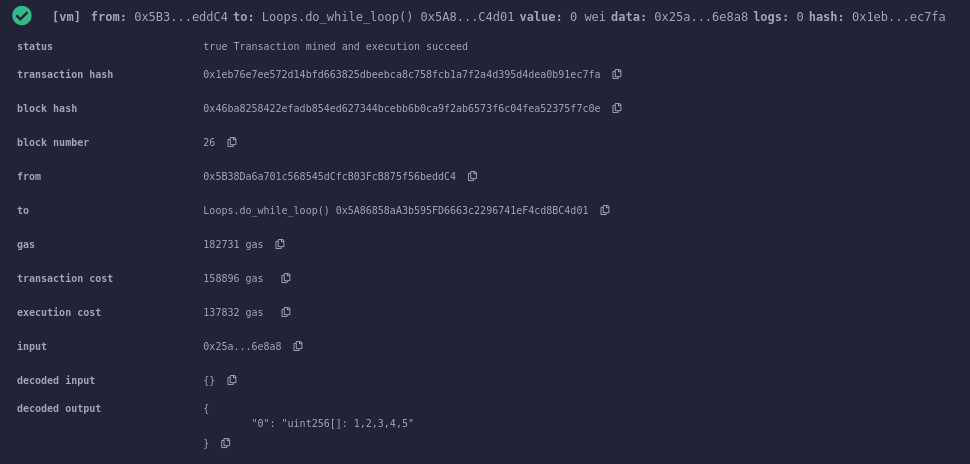 [vm] from: 0x5B3...eddC4 to: Loops.do_while_loop() 0x5A8...C4d01 value: 0 wei data: 0x25a...6e8a8 logs: 0 hash: 0x1eb...ec7fa
status true Transaction mined and execution succeed
transaction hash 0x1eb76e7ee572d14bfd663825dbeebca8c758fcb1a7f2a4d395d4dea0b91ec7fa
block hash 0x46ba8258422efadb854ed627344bcebb6b0ca9f2ab6573f6c04fea52375f7c0e
block number 26
from 0x5B38Da6a701c568545dCfcB03FcB875f56beddC4
to Loops.do_while_loop() 0x5A86858aA3b595FD6663c2296741eF4cd8BC4d01
gas 182731 gas
transaction cost 158896 gas
execution cost 137832 gas
input 0x25a...6e8a8
decoded input {}
decoded output {
"0": "uint256[]: 1,2,3,4,5"
}